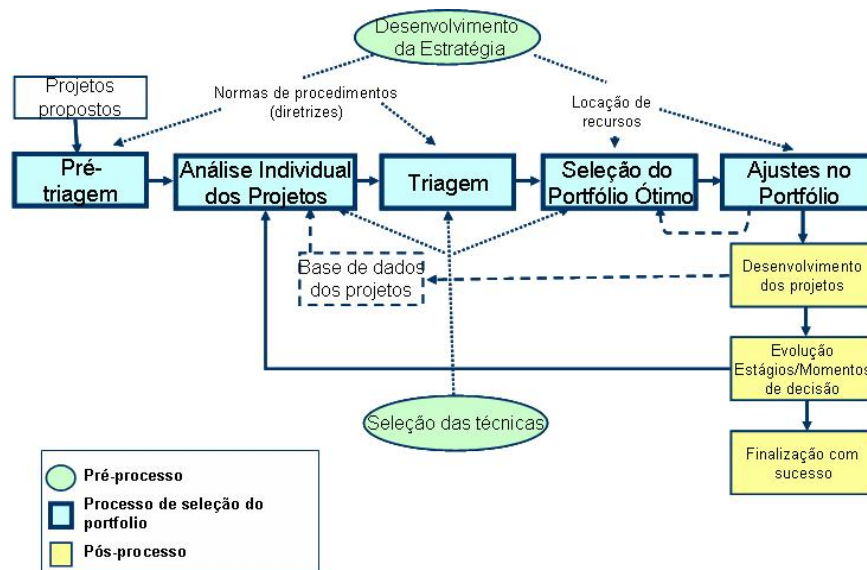 Desenvolvimento
da Estratégia
Projetos
propostos
Normas de procedimentos
(diretrizes)
Locação de
recursos
Pré-
triagem
Análise Individual
dos Projetos
Triagem
Seleção do
Portfólio Ótimo
Ajustes no
Portfólio
Base de dados
dos projetos
Desenvolvimento
dos projetos
Evolução
Estágios/Momentos
de decisão
Seleção das técnicas
Finalização com
sucesso
Pré-processo
Processo de seleção do
portfolio
Pós-processo